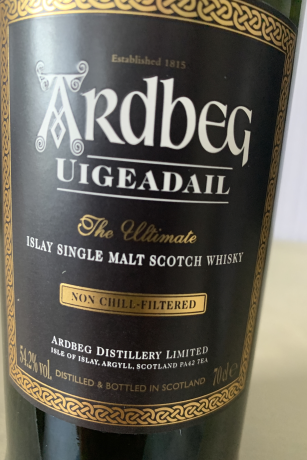 Established 1815
ARDBEG
UIGEADAIL
The Ultimate
ISLAY SINGLE MALT SCOTCH WHISKY
NON CHILL-FILTERED
ARDBEG DISTILLERY LIMITED
ISLE OF ISLAY, ARGYLL, SCOTLAND PA42 7EA
54.2% vol. DISTILLED & BOTTLED IN SCOTLAND 70cl e